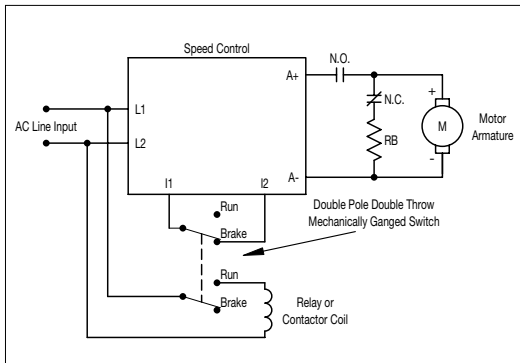 Speed Control
N.O.
A+
N.C.
+
L1
AC Line Input
L2
RB
M
Motor
Armature
-
A-
I1
I2
Run
Brake
Double Pole Double Throw
Mechanically Ganged Switch
Run
Brake
Relay or
Contactor Coil